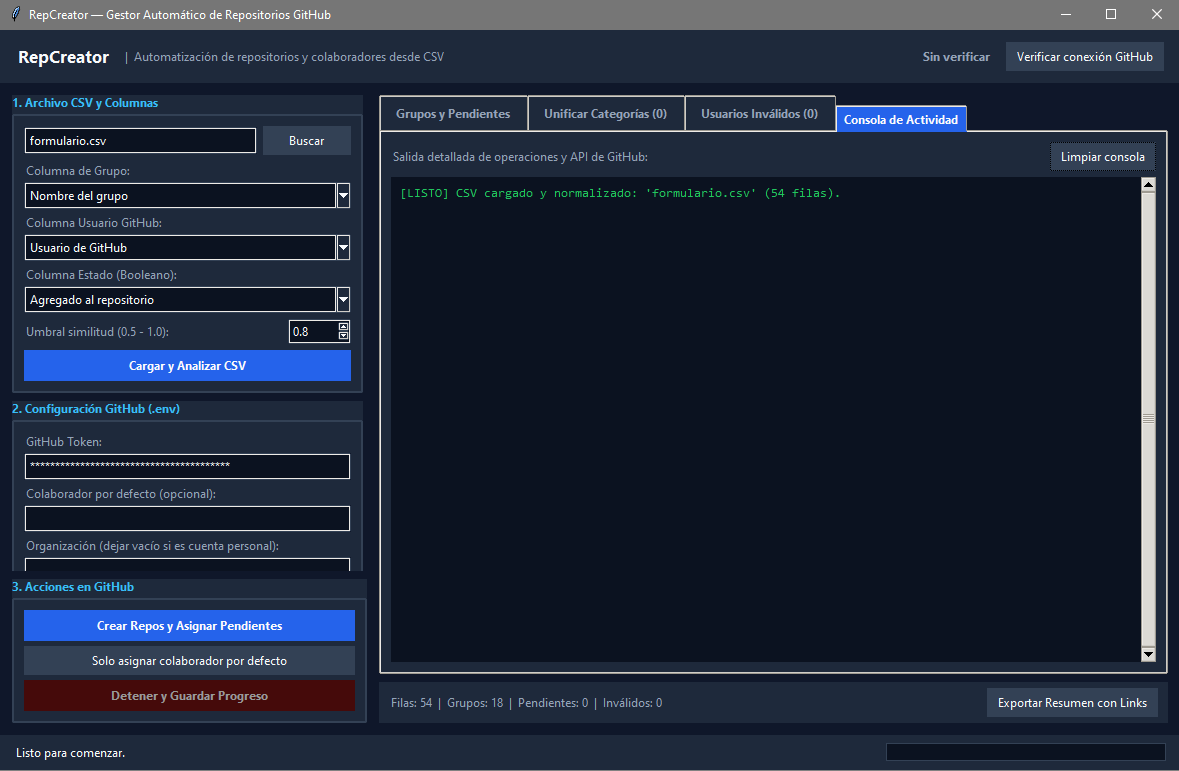 RepCreator — Gestor Automático de Repositorios GitHub
RepCreator | Automatización de repositorios y colaboradores desde CSV
Sin verificar
Verificar conexión GitHub
1. Archivo CSV y Columnas
formulario.csv
Buscar
Columna de Grupo:
Nombre del grupo
Columna Usuario GitHub:
Usuario de GitHub
Columna Estado (Booleano):
Agregado al repositorio
Umbral similitud (0.5 - 1.0):
0.8
Cargar y Analizar CSV
2. Configuración GitHub (.env)
GitHub Token:
****************************************
Colaborador por defecto (opcional):
Organización (dejar vacío si es cuenta personal):
3. Acciones en GitHub
Crear Repos y Asignar Pendientes
Solo asignar colaborador por defecto
Detener y Guardar Progreso
Grupos y Pendientes
Unificar Categorías (0)
Usuarios Inválidos (0)
Consola de Actividad
Salida detallada de operaciones y API de GitHub:
Limpiar consola
[LISTO] CSV cargado y normalizado: 'formulario.csv' (54 filas).
Filas: 54 | Grupos: 18 | Pendientes: 0 | Inválidos: 0
Exportar Resumen con Links
Listo para comenzar.